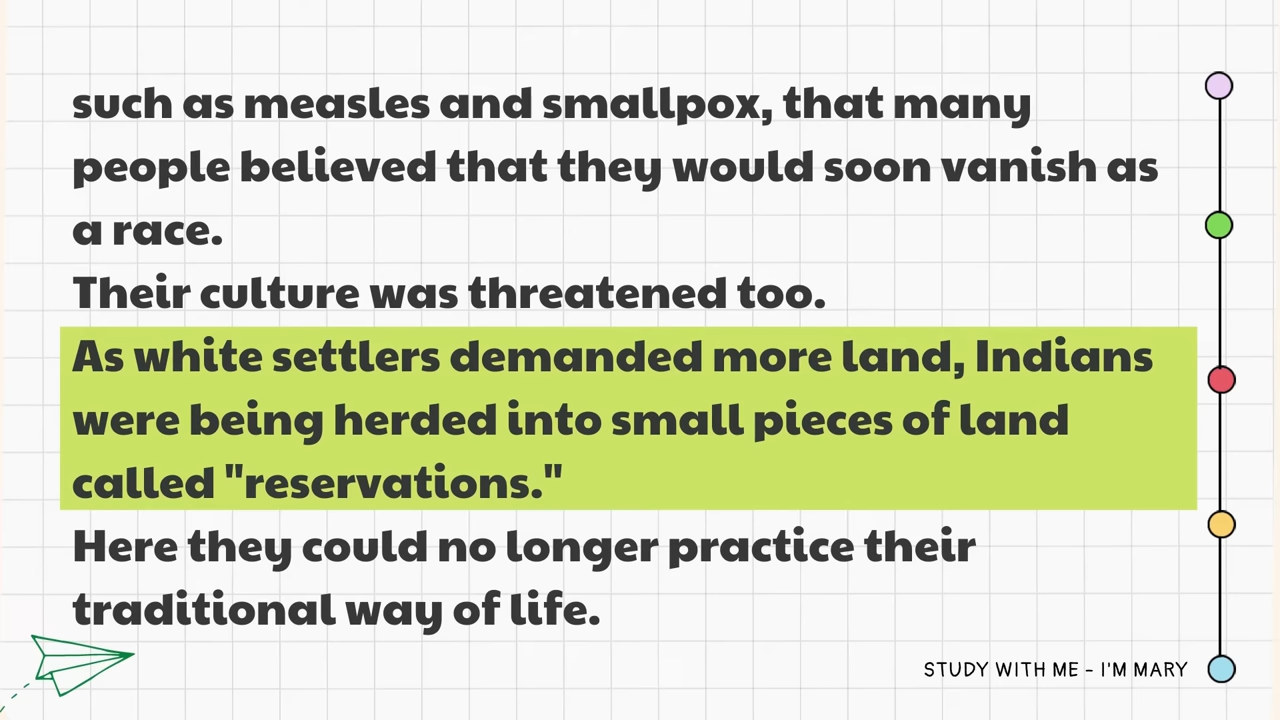 such as measles and smallpox, that many
people believed that they would soon vanish as
a race.
Their culture was threatened too.
As white settlers demanded more land, Indians
were being herded into small pieces of land
called "reservations."
Here they could no longer practice their
traditional way of life.
STUDY WITH ME - I'M MARY